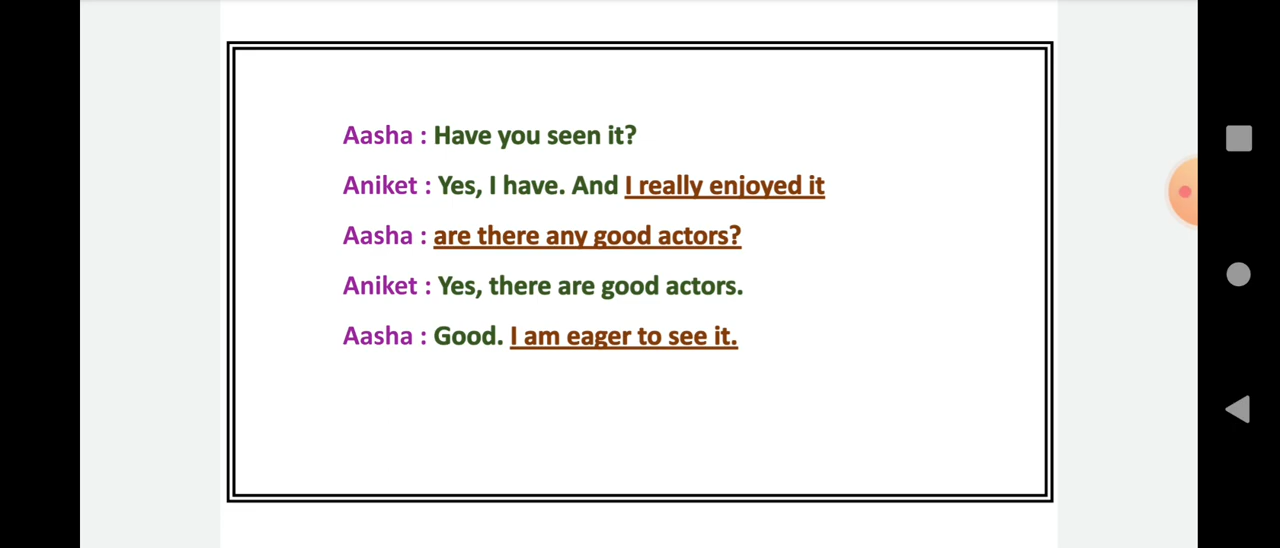 Aasha : Have you seen it?
Aniket : Yes, I have. And I really enjoyed it
Aasha : are there any good actors?
Aniket : Yes, there are good actors.
Aasha : Good. I am eager to see it.